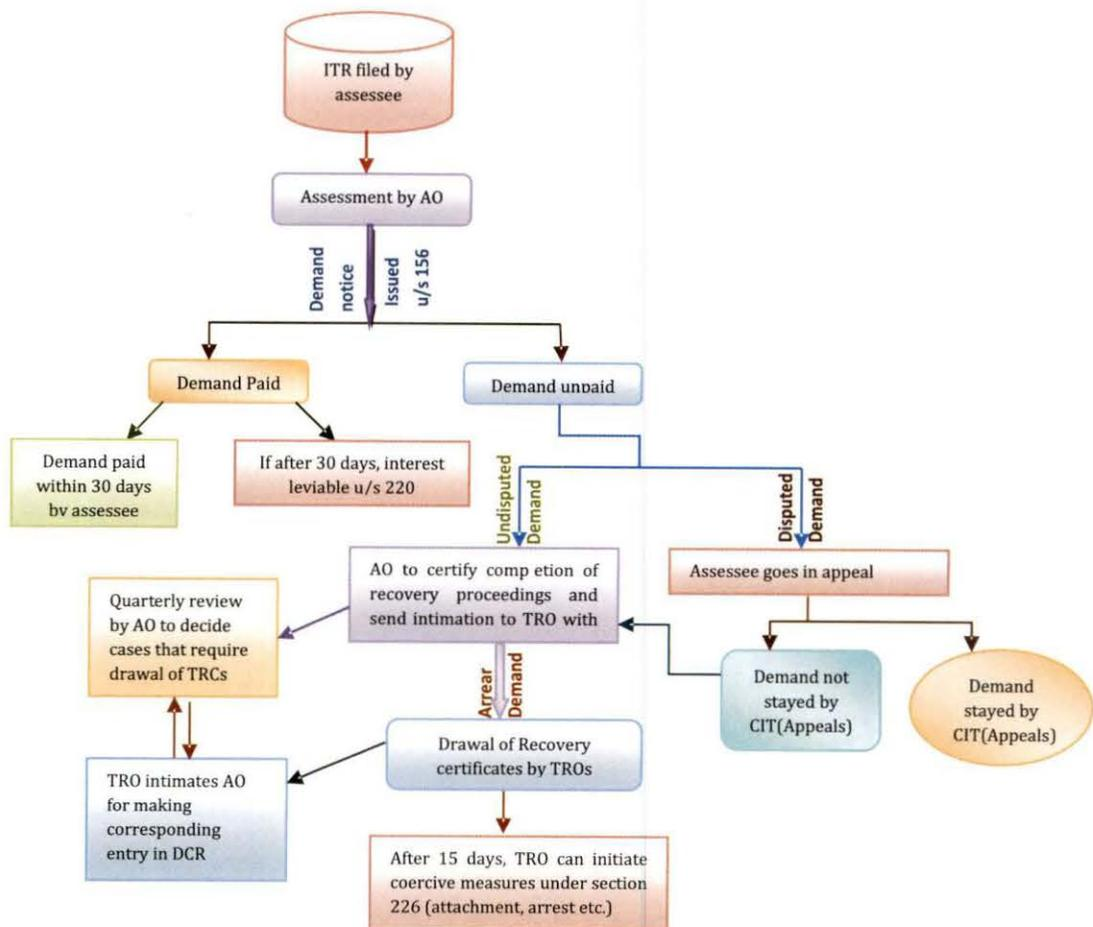 ITR filed by
assessee
Assessment by AO
Demand
notice
Issued
u/s 156
Demand Paid
Demand unpaid
Demand paid
within 30 days
by assessee
If after 30 days, interest
leviable u/s 220
Undisputed
Demand
Disputed
Demand
AO to certify comp etion of
recovery proceedings and
send intimation to TRO with
Assessee goes in appeal
Quarterly review
by AO to decide
cases that require
drawal of TRCs
Arrear
Demand
Demand not
stayed by
CIT(Appeals)
Demand
stayed by
CIT(Appeals)
Drawal of Recovery
certificates by TROs
TRO intimates AO
for making
corresponding
entry in DCR
After 15 days, TRO can initiate
coercive measures under section
226 (attachment, arrest etc.)